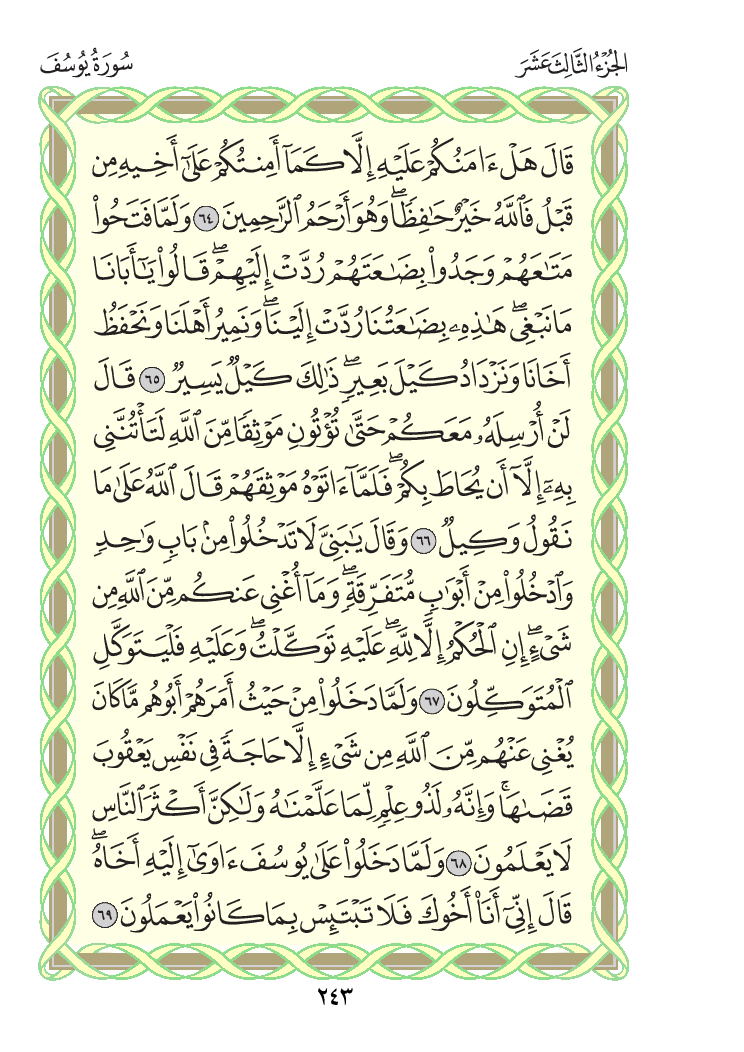 الجُزْءُ الثَّالِثَ عَشَرَ
سُورَةُ يُوسُفَ
قَالَ هَلْ ءَامَنُكُمْ عَلَيْهِ إِلَّا كَمَآ أَمِنتُكُمْ عَلَىٰٓ أَخِيهِ مِن
قَبْلُ فَٱللَّهُ خَيْرٌ حَـٰفِظًاۖ وَهُوَ أَرْحَمُ ٱلرَّٰحِمِينَ ٦٤ وَلَمَّا فَتَحُوا۟
مَتَـٰعَهُمْ وَجَدُوا۟ بِضَـٰعَتَهُمْ رُدَّتْ إِلَيْهِمْۖ قَالُوا۟ يَـٰٓأَبَانَا
مَا نَبْغِىۖ هَـٰذِهِۦ بِضَـٰعَتُنَا رُدَّتْ إِلَيْنَاۖ وَنَمِيرُ أَهْلَنَا وَنَحْفَظُ
أَخَانَا وَنَزْدَادُ كَيْلَ بَعِيرٍۖ ذَٰلِكَ كَيْلٌ يَسِيرٌ ٦٥ قَالَ
لَنْ أُرْسِلَهُۥ مَعَكُمْ حَتَّىٰ تُؤْتُونِ مَوْثِقًا مِّنَ ٱللَّهِ لَتَأْتُنَّنِى
بِهِۦٓ إِلَّآ أَن يُحَاطَ بِكُمْۖ فَلَمَّآ ءَاتَوْهُ مَوْثِقَهُمْ قَالَ ٱللَّهُ عَلَىٰ مَا
نَقُولُ وَكِيلٌ ٦٦ وَقَالَ يَـٰبَنِىَّ لَا تَدْخُلُوا۟ مِنۢ بَابٍ وَٰحِدٍ
وَٱدْخُلُوا۟ مِنْ أَبْوَٰبٍ مُّتَفَرِّقَةٍۖ وَمَآ أُغْنِى عَنكُم مِّنَ ٱللَّهِ مِن
شَىْءٍۖ إِنِ ٱلْحُكْمُ إِلَّا لِلَّهِۖ عَلَيْهِ تَوَكَّلْتُۖ وَعَلَيْهِ فَلْيَتَوَكَّلِ
ٱلْمُتَوَكِّلُونَ ٦٧ وَلَمَّا دَخَلُوا۟ مِنْ حَيْثُ أَمَرَهُمْ أَبُوهُم مَّا كَانَ
يُغْنِى عَنْهُم مِّنَ ٱللَّهِ مِن شَىْءٍ إِلَّا حَاجَةً فِى نَفْسِ يَعْقُوبَ
قَضَىٰهَاۚ وَإِنَّهُۥ لَذُو عِلْمٍ لِّمَا عَلَّمْنَـٰهُ وَلَـٰكِنَّ أَكْثَرَ ٱلنَّاسِ
لَا يَعْلَمُونَ ٦٨ وَلَمَّا دَخَلُوا۟ عَلَىٰ يُوسُفَ ءَاوَىٰٓ إِلَيْهِ أَخَاهُۖ
قَالَ إِنِّىٓ أَنَا۠ أَخُوكَ فَلَا تَبْتَئِسْ بِمَا كَانُوا۟ يَعْمَلُونَ ٦٩
٢٤٣